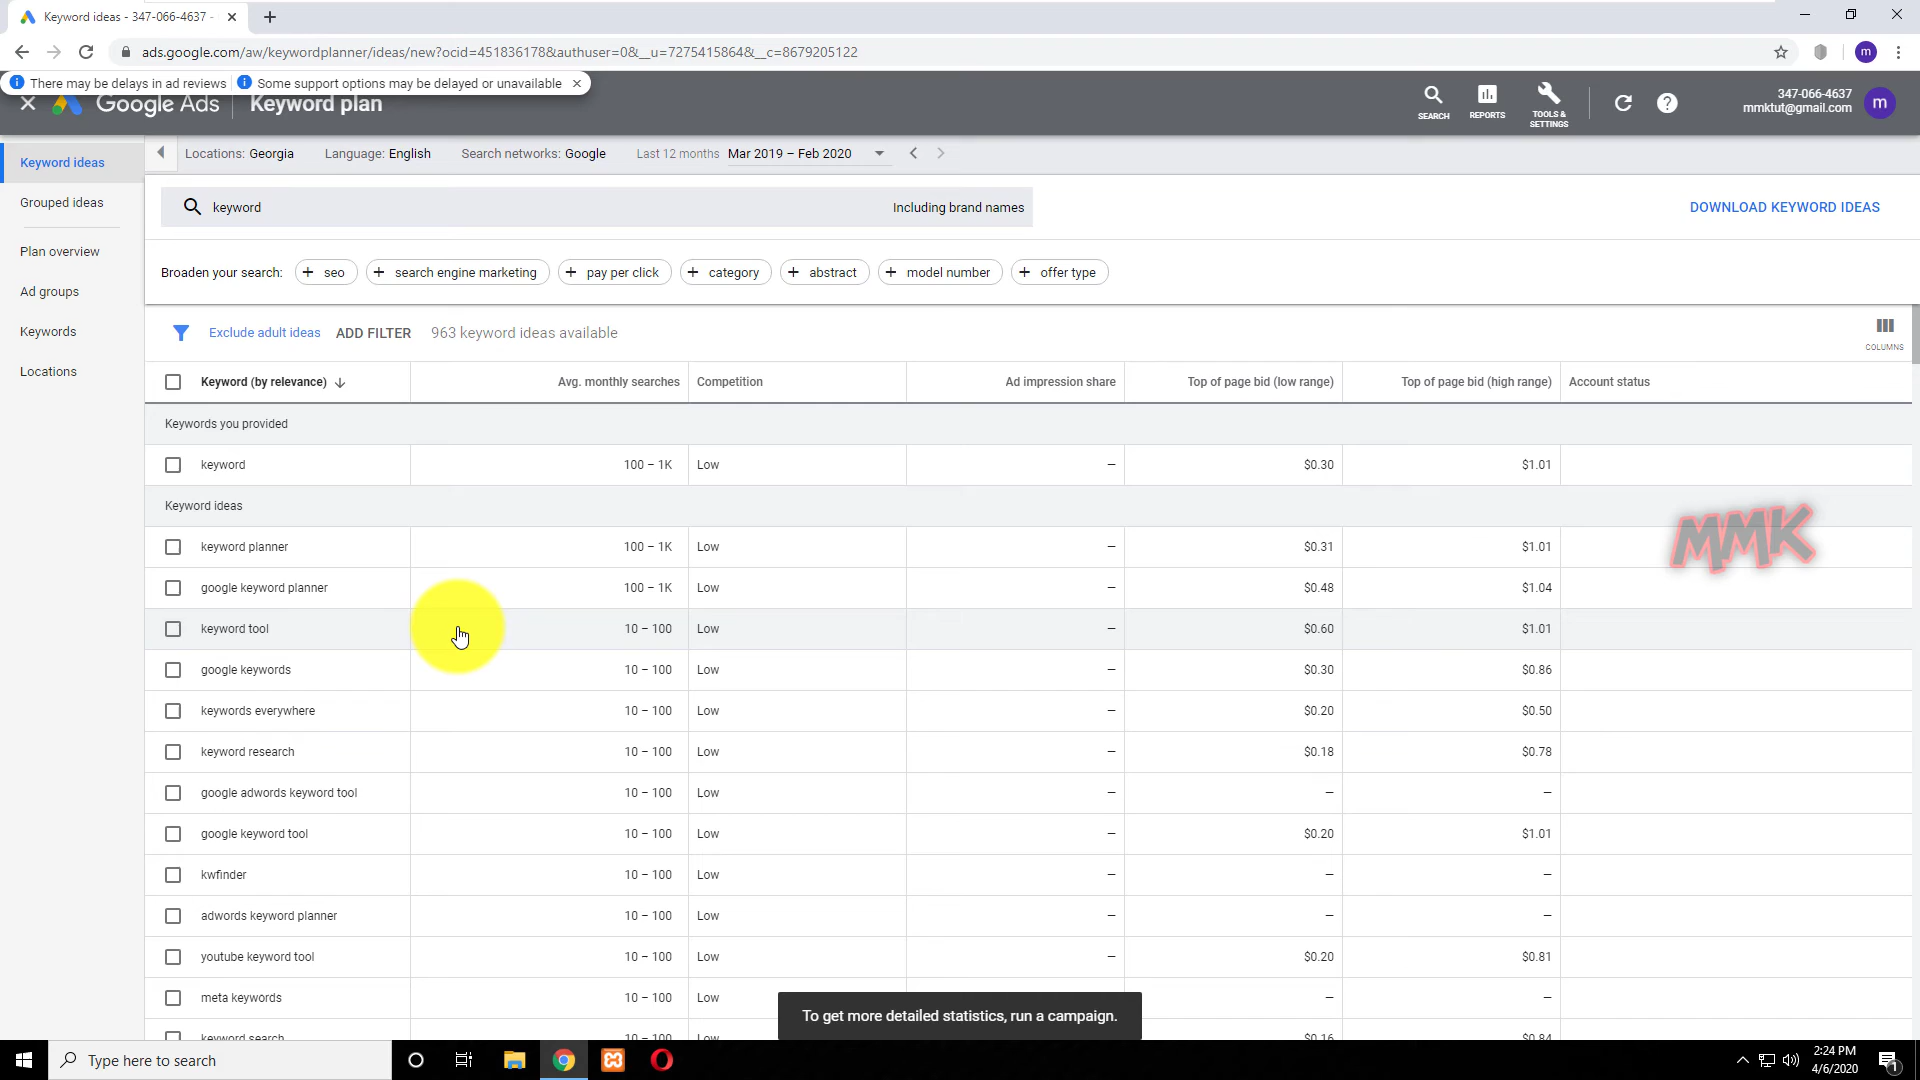 Keyword ideas - 347-066-4637 -
ads.google.com/aw/keywordplanner/ideas/new?ocid=451836178&authuser=0&__u=7275415864&__c=8679205122
m
There may be delays in ad reviews
Some support options may be delayed or unavailable
Google Ads
Keyword plan
SEARCH
REPORTS
TOOLS & SETTINGS
347-066-4637
mmktut@gmail.com
m
Keyword ideas
Grouped ideas
Plan overview
Ad groups
Keywords
Locations
Locations: Georgia
Language: English
Search networks: Google
Last 12 months Mar 2019 – Feb 2020
keyword
Including brand names
DOWNLOAD KEYWORD IDEAS
Broaden your search: + seo + search engine marketing + pay per click + category + abstract + model number + offer type
Exclude adult ideas ADD FILTER 963 keyword ideas available
COLUMNS
Keyword (by relevance) Avg. monthly searches Competition Ad impression share Top of page bid (low range) Top of page bid (high range) Account status
Keywords you provided
keyword 100 – 1K Low – $0.30 $1.01
Keyword ideas
keyword planner 100 – 1K Low – $0.31 $1.01
google keyword planner 100 – 1K Low – $0.48 $1.04
keyword tool 10 – 100 Low – $0.60 $1.01
google keywords 10 – 100 Low – $0.30 $0.86
keywords everywhere 10 – 100 Low – $0.20 $0.50
keyword research 10 – 100 Low – $0.18 $0.78
google adwords keyword tool 10 – 100 Low – – –
google keyword tool 10 – 100 Low – $0.20 $1.01
kwfinder 10 – 100 Low – – –
adwords keyword planner 10 – 100 Low – – –
youtube keyword tool 10 – 100 Low – $0.20 $0.81
meta keywords 10 – 100 Low – –
keyword search 10 – 100 Low $0.16 $0.84
MMK
To get more detailed statistics, run a campaign.
Type here to search
2:24 PM
4/6/2020
1